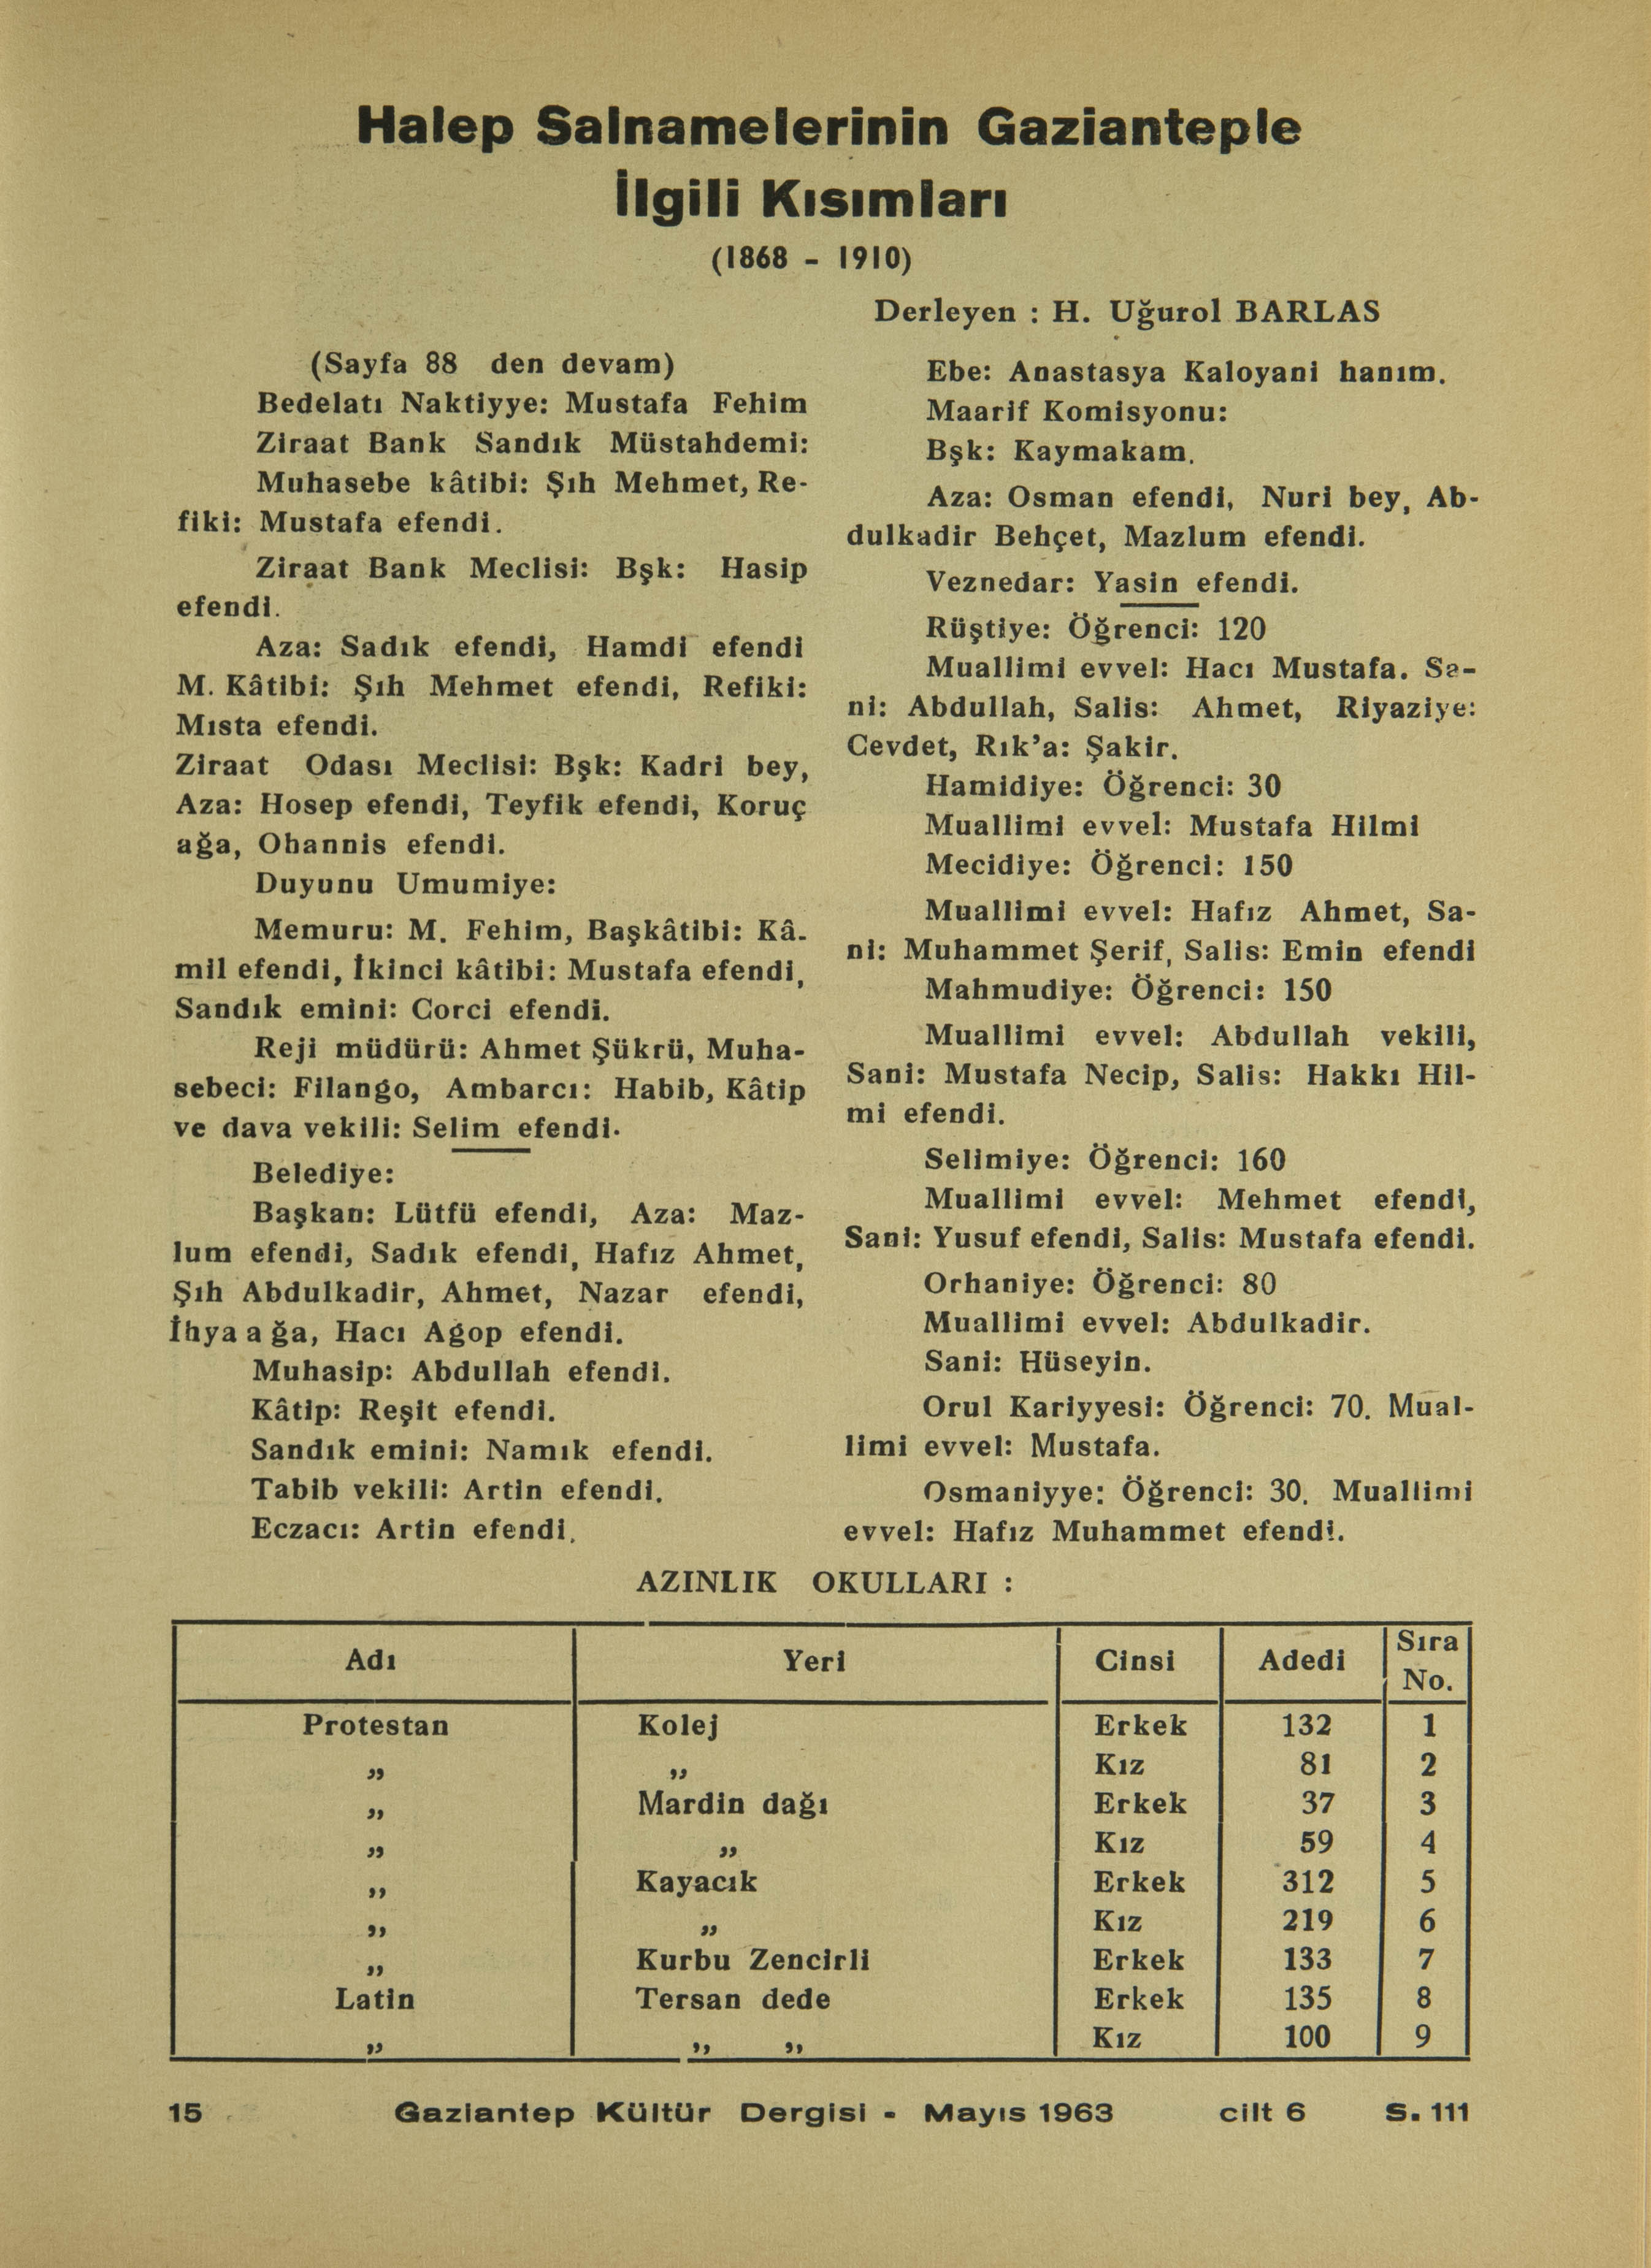 Halep Salnamelerinin Gazianteple
İlgili Kısımları
(1868 - 1910)
Derleyen : H. Uğurol BARLAS
(Sayfa 88 den devam)
Bedelatı Naktiyye: Mustafa Fehim
Ziraat Bank Sandık Müstahdemi:
Muhasebe kâtibi: Şıh Mehmet, Re-
fiki: Mustafa efendi.
Ziraat Bank Meclisi: Bşk: Hasip
efendi.
Aza: Sadık efendi, Hamdi efendi
M. Kâtibi: Şıh Mehmet efendi, Refiki:
Mısta efendi.
Ziraat Odası Meclisi: Bşk: Kadri bey,
Aza: Hosep efendi, Teyfik efendi, Koruç
ağa, Ohannis efendi.
Duyunu Umumiye:
Memuru: M. Fehim, Başkâtibi: Kâ-
mil efendi, İkinci kâtibi: Mustafa efendi,
Sandık emini: Corci efendi.
Reji müdürü: Ahmet Şükrü, Muha-
sebeci: Filango, Ambarcı: Habib, Kâtip
ve dava vekili: Selim efendi.
Belediye:
Başkan: Lütfü efendi, Aza: Maz-
lum efendi, Sadık efendi, Hafız Ahmet,
Şıh Abdulkadir, Ahmet, Nazar efendi,
İhya a ğa, Hacı Agop efendi.
Muhasip: Abdullah efendi.
Kâtip: Reşit efendi.
Sandık emini: Namık efendi.
Tabib vekili: Artin efendi.
Eczacı: Artin efendi.
Ebe: Anastasya Kaloyani hanım.
Maarif Komisyonu:
Bşk: Kaymakam.
Aza: Osman efendi, Nuri bey, Ab-
dulkadir Behçet, Mazlum efendi.
Veznedar: Yasin efendi.
Rüştiye: Öğrenci: 120
Muallimi evvel: Hacı Mustafa. Sa-
ni: Abdullah, Salis: Ahmet, Riyaziye:
Cevdet, Rık'a: Şakir.
Hamidiye: Öğrenci: 30
Muallimi evvel: Mustafa Hilmi
Mecidiye: Öğrenci: 150
Muallimi evvel: Hafız Ahmet, Sa-
ni: Muhammet Şerif, Salis: Emin efendi
Mahmudiye: Öğrenci: 150
Muallimi evvel: Abdullah vekili,
Sani: Mustafa Necip, Salis: Hakkı Hil-
mi efendi.
Selimiye: Öğrenci: 160
Muallimi evvel: Mehmet efendi,
Sani: Yusuf efendi, Salis: Mustafa efendi.
Orhaniye: Öğrenci: 80
Muallimi evvel: Abdulkadir.
Sani: Hüseyin.
Orul Kariyyesi: Öğrenci: 70. Mual-
limi evvel: Mustafa.
Osmaniyye: Öğrenci: 30. Muallimi
evvel: Hafız Muhammet efendi.
AZINLIK OKULLARI :
Adı Yeri Cinsi Adedi Sıra No.
Protestan Kolej Erkek 132 1
,, ,, Kız 81 2
,, Mardin dağı Erkek 37 3
,, ,, Kız 59 4
,, Kayacık Erkek 312 5
,, ,, Kız 219 6
,, Kurbu Zencirli Erkek 133 7
Latin Tersan dede Erkek 135 8
,, ,, ,, Kız 100 9
15 Gaziantep Kültür Dergisi - Mayıs 1963 cilt 6 S. 111